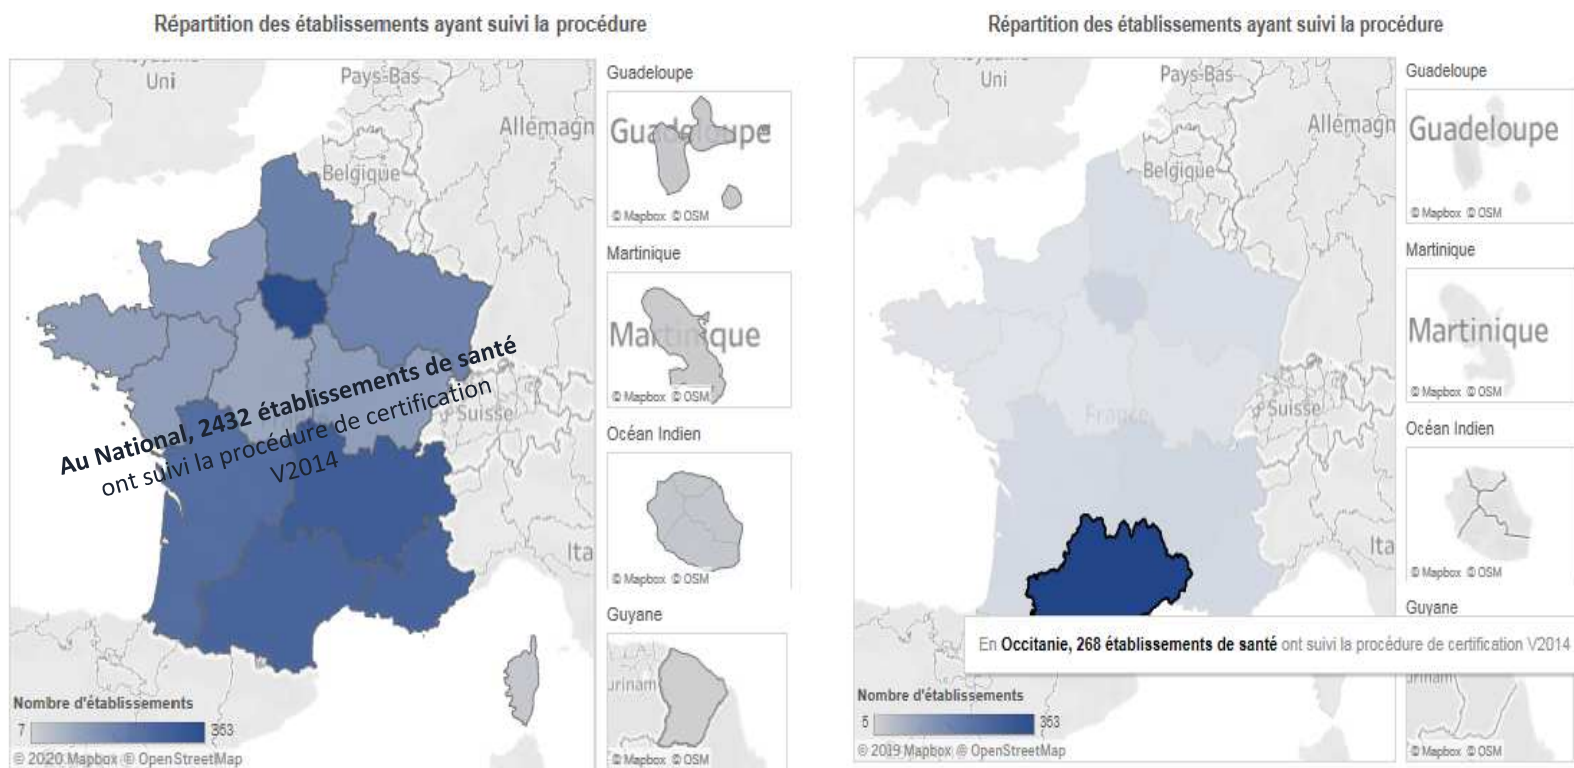 Répartition des établissements ayant suivi la procédure
Uni
Pays-Bas
Allemagn
Belgique
Suisse
Ita
Au National, 2432 établissements de santé
ont suivi la procédure de certification
V2014
Nombre d'établissements
7 353
© 2020 Mapbox © OpenStreetMap
Guadeloupe
Guadeloupe
© Mapbox © OSM
Martinique
Martinique
© Mapbox © OSM
Océan Indien
© Mapbox © OSM
Guyane
urinam
© Mapbox © OSM
Répartition des établissements ayant suivi la procédure
Uni
Pays-Bas
Allemagn
Belgique
France
Suisse
Ita
En Occitanie, 268 établissements de santé ont suivi la procédure de certification V2014
Nombre d'établissements
5 353
© 2019 Mapbox © OpenStreetMap
Guadeloupe
Guadeloupe
© Mapbox © OSM
Martinique
Martinique
© Mapbox © OSM
Océan Indien
© Mapbox © OSM
Guyane
urinam
© Mapbox © OSM